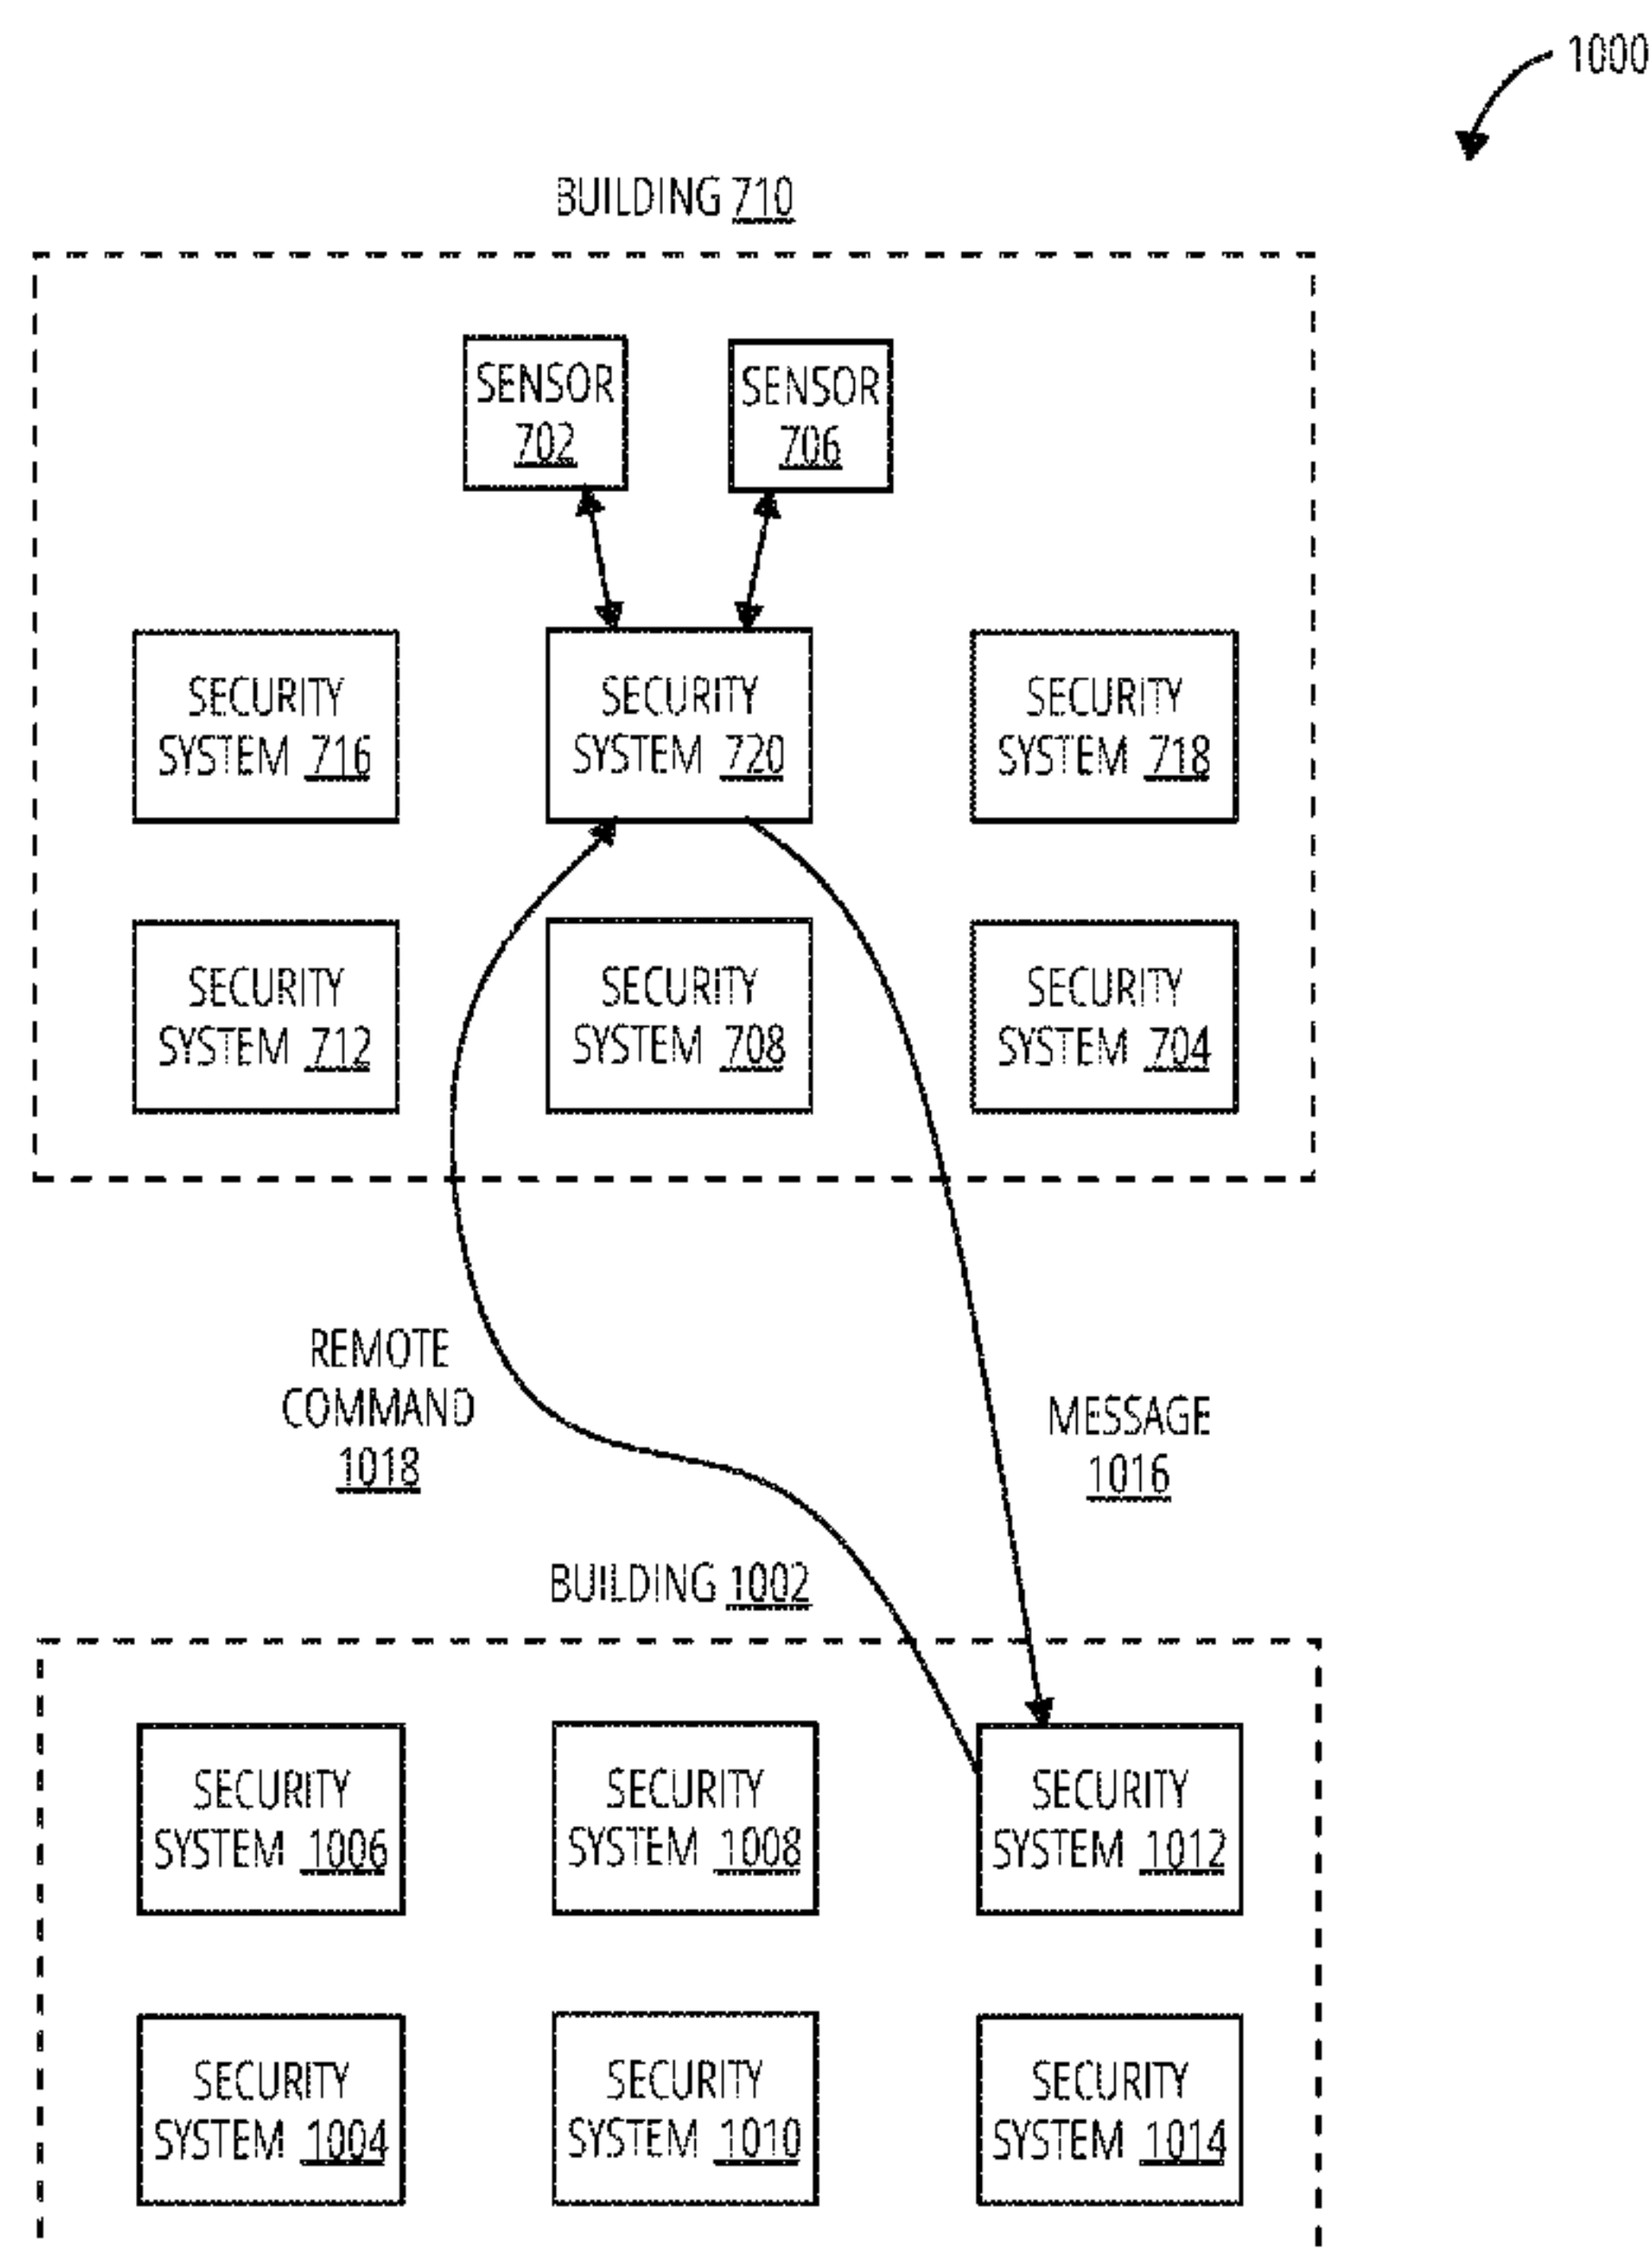 1000
BUILDING 710
SENSOR
702
SENSOR
706
SECURITY
SYSTEM 716
SECURITY
SYSTEM 720
SECURITY
SYSTEM 718
SECURITY
SYSTEM 712
SECURITY
SYSTEM 708
SECURITY
SYSTEM 704
REMOTE
COMMAND
1018
MESSAGE
1016
BUILDING 1002
SECURITY
SYSTEM 1006
SECURITY
SYSTEM 1008
SECURITY
SYSTEM 1012
SECURITY
SYSTEM 1004
SECURITY
SYSTEM 1010
SECURITY
SYSTEM 1014